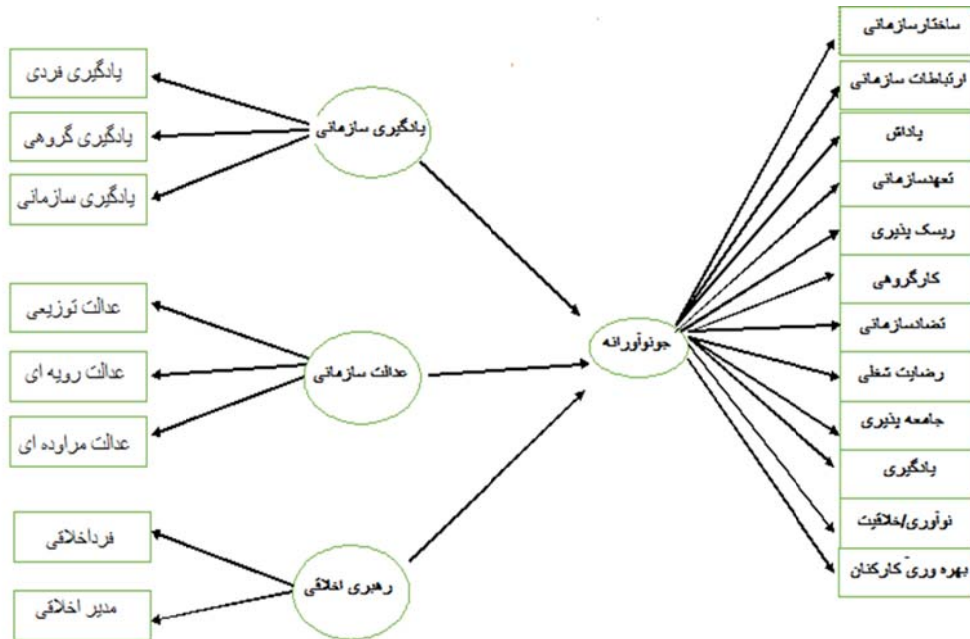 ساختارسازمانی
ارتباطات سازمانی
پاداش
تعهدسازمانی
ریسک پذیری
کارگروهی
تضادسازمانی
رضایت شغلی
جامعه پذیری
یادگیری
نوآوری/خلاقیت
بهره وری کارکنان
جونوآورانه
یادگیری سازمانی
عدالت سازمانی
رهبری اخلاقی
یادگیری فردی
یادگیری گروهی
یادگیری سازمانی
عدالت توزیعی
عدالت رویه ای
عدالت مراوده ای
فرداخلاقی
مدیر اخلاقی